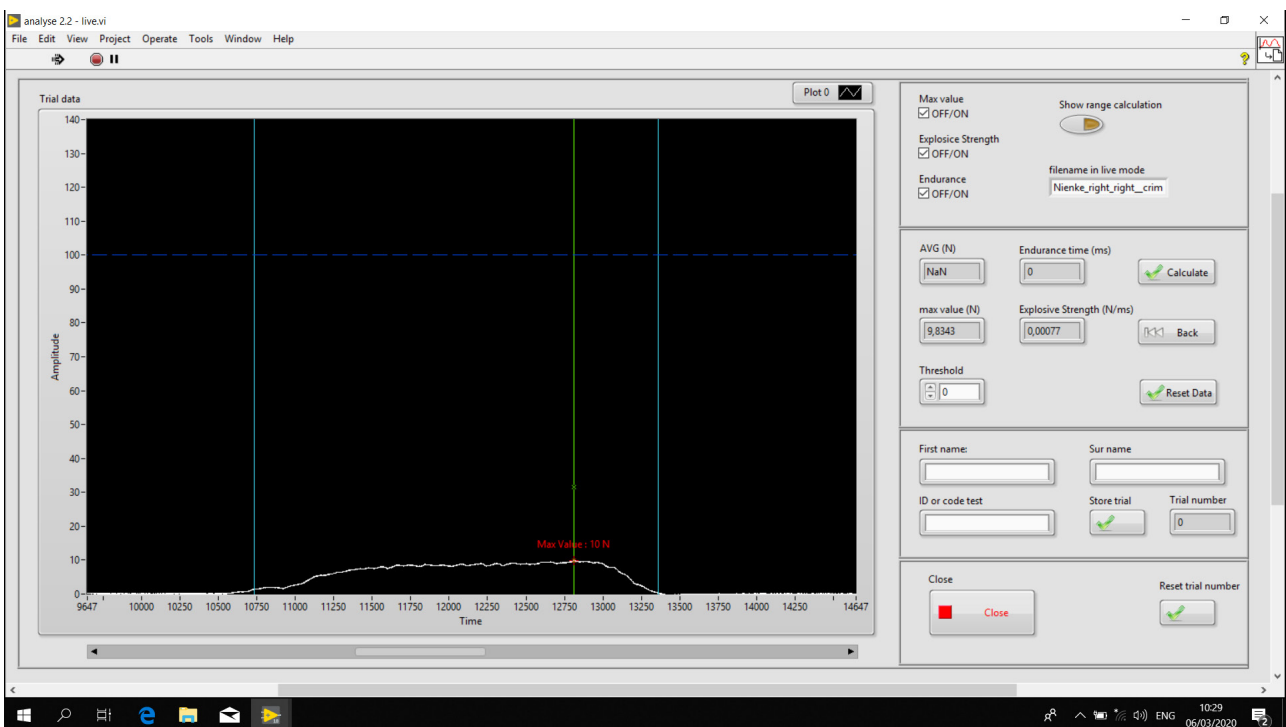 analyse 2.2 - live.vi
File Edit View Project Operate Tools Window Help
Trial data
Plot 0
140
130
120
110
100
90
80
70
60
50
40
30
20
10
0
Amplitude
Max Value : 10 N
9647 10000 10250 10500 10750 11000 11250 11500 11750 12000 12250 12500 12750 13000 13250 13500 13750 14000 14250 14647
Time
Max value
OFF/ON
Show range calculation
Explosice Strength
OFF/ON
Endurance
OFF/ON
filename in live mode
Nienke_right_right__crim
AVG (N) Endurance time (ms)
NaN 0 Calculate
max value (N) Explosive Strength (N/ms)
9,8343 0,00077 Back
Threshold
0 Reset Data
First name: Sur name
ID or code test Store trial Trial number
0
Close Reset trial number
Close
ENG
10:29
06/03/2020
2